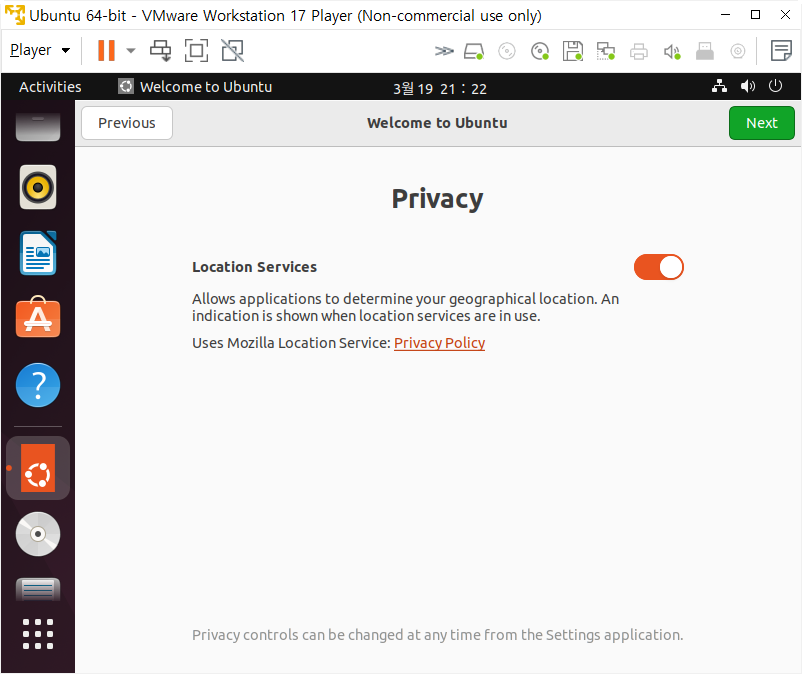 Ubuntu 64-bit - VMware Workstation 17 Player (Non-commercial use only)
Player
Activities
Welcome to Ubuntu
3월 19 21 : 22
Previous
Welcome to Ubuntu
Next
Privacy
Location Services
Allows applications to determine your geographical location. An
indication is shown when location services are in use.
Uses Mozilla Location Service: Privacy Policy
Privacy controls can be changed at any time from the Settings application.